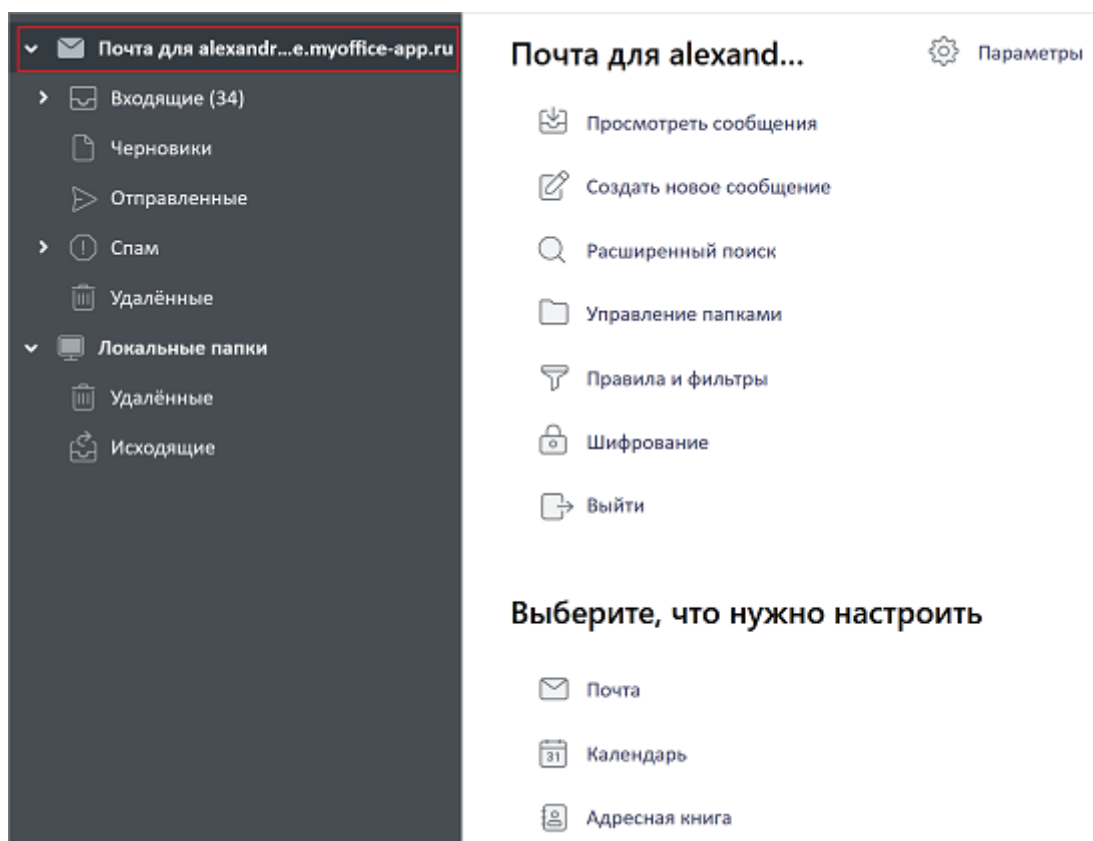 Почта для alexandr...e.myoffice-app.ru
Входящие (34)
Черновики
Отправленные
Спам
Удалённые
Локальные папки
Удалённые
Исходящие
Почта для alexand...
Параметры
Просмотреть сообщения
Создать новое сообщение
Расширенный поиск
Управление папками
Правила и фильтры
Шифрование
Выйти
Выберите, что нужно настроить
Почта
31
Календарь
Адресная книга